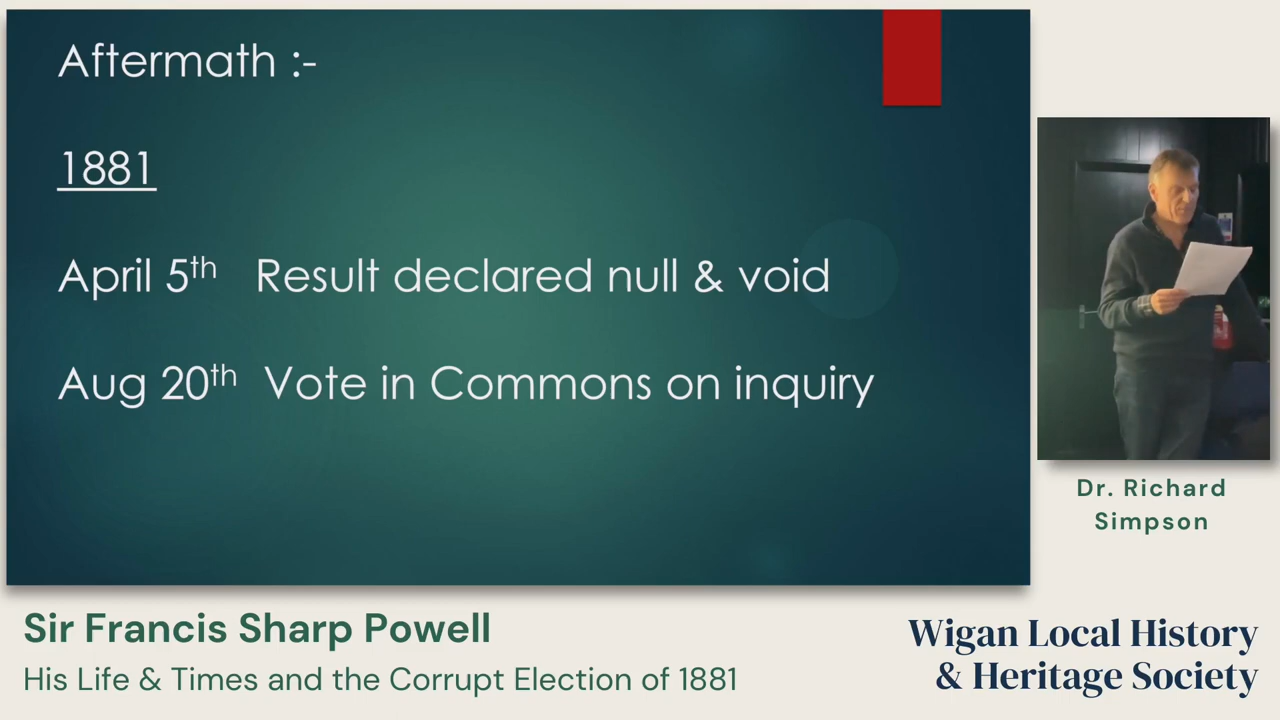 Aftermath :-
1881
April 5th Result declared null & void
Aug 20th Vote in Commons on inquiry
Dr. Richard
Simpson
Sir Francis Sharp Powell
His Life & Times and the Corrupt Election of 1881
Wigan Local History
& Heritage Society